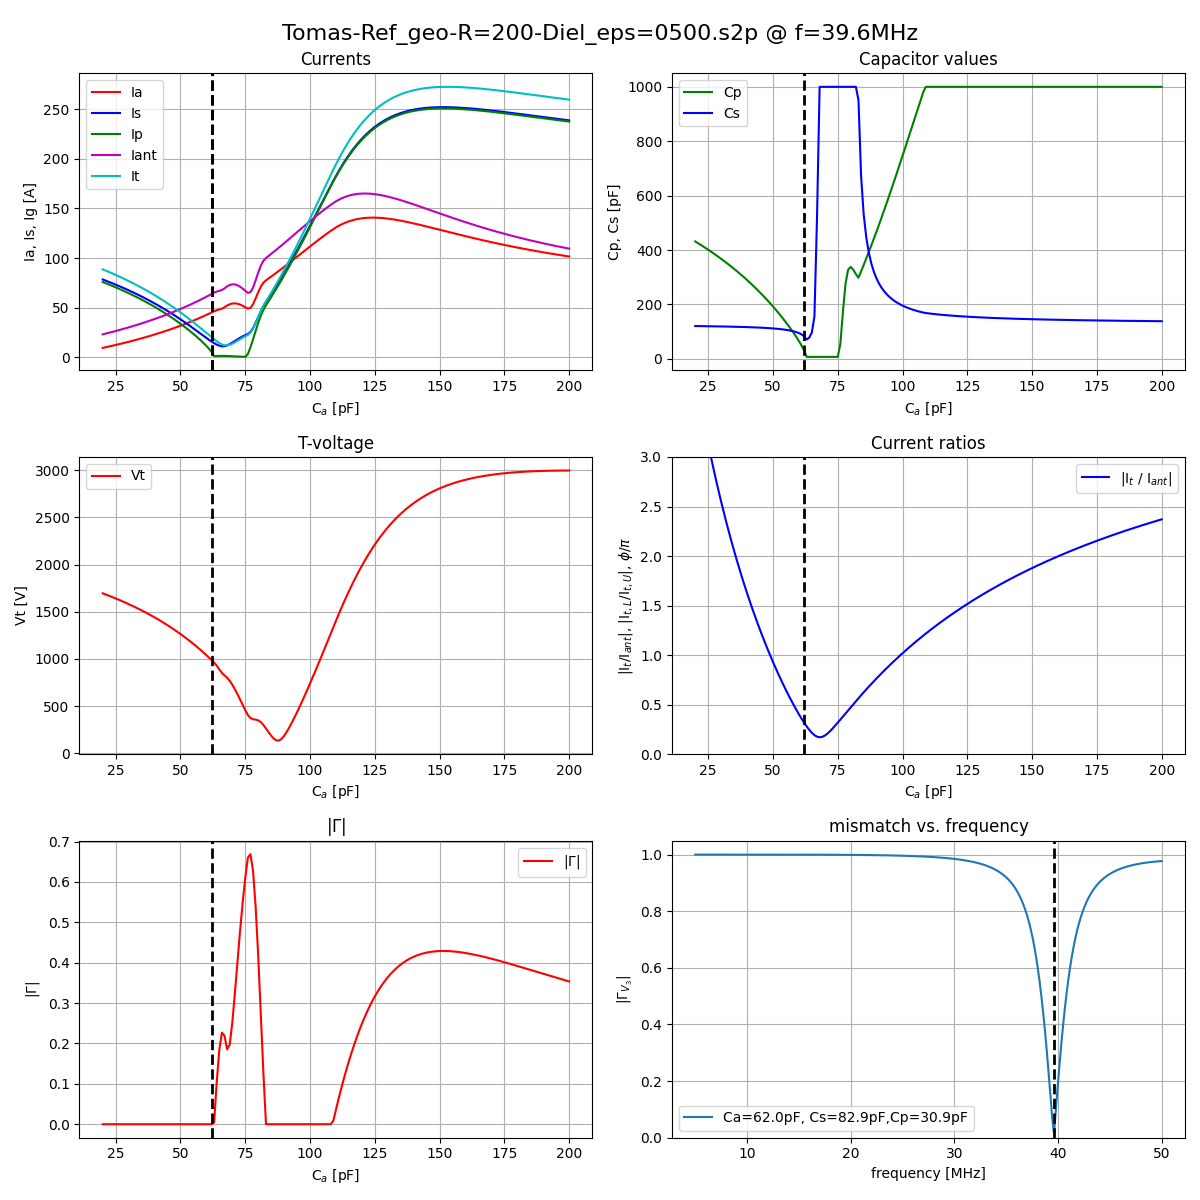 Tomas-Ref_geo-R=200-Diel_eps=0500.s2p @ f=39.6MHz
Currents
Ia
Is
Ip
Iant
It
Ia, Is, Ig [A]
0
50
100
150
200
250
25
50
75
100
125
150
175
200
Cₐ [pF]
Capacitor values
Cp
Cs
Cp, Cs [pF]
0
200
400
600
800
1000
25
50
75
100
125
150
175
200
Cₐ [pF]
T-voltage
Vt
Vt [V]
0
500
1000
1500
2000
2500
3000
25
50
75
100
125
150
175
200
Cₐ [pF]
Current ratios
|I_t / I_ant|
|I_t/I_ant|, |I_t,L/I_t,U|, ϕ/π
0.0
0.5
1.0
1.5
2.0
2.5
3.0
25
50
75
100
125
150
175
200
Cₐ [pF]
|Γ|
|Γ|
|Γ|
0.0
0.1
0.2
0.3
0.4
0.5
0.6
0.7
25
50
75
100
125
150
175
200
Cₐ [pF]
mismatch vs. frequency
|Γ_V₃|
0.0
0.2
0.4
0.6
0.8
1.0
Ca=62.0pF, Cs=82.9pF,Cp=30.9pF
10
20
30
40
50
frequency [MHz]